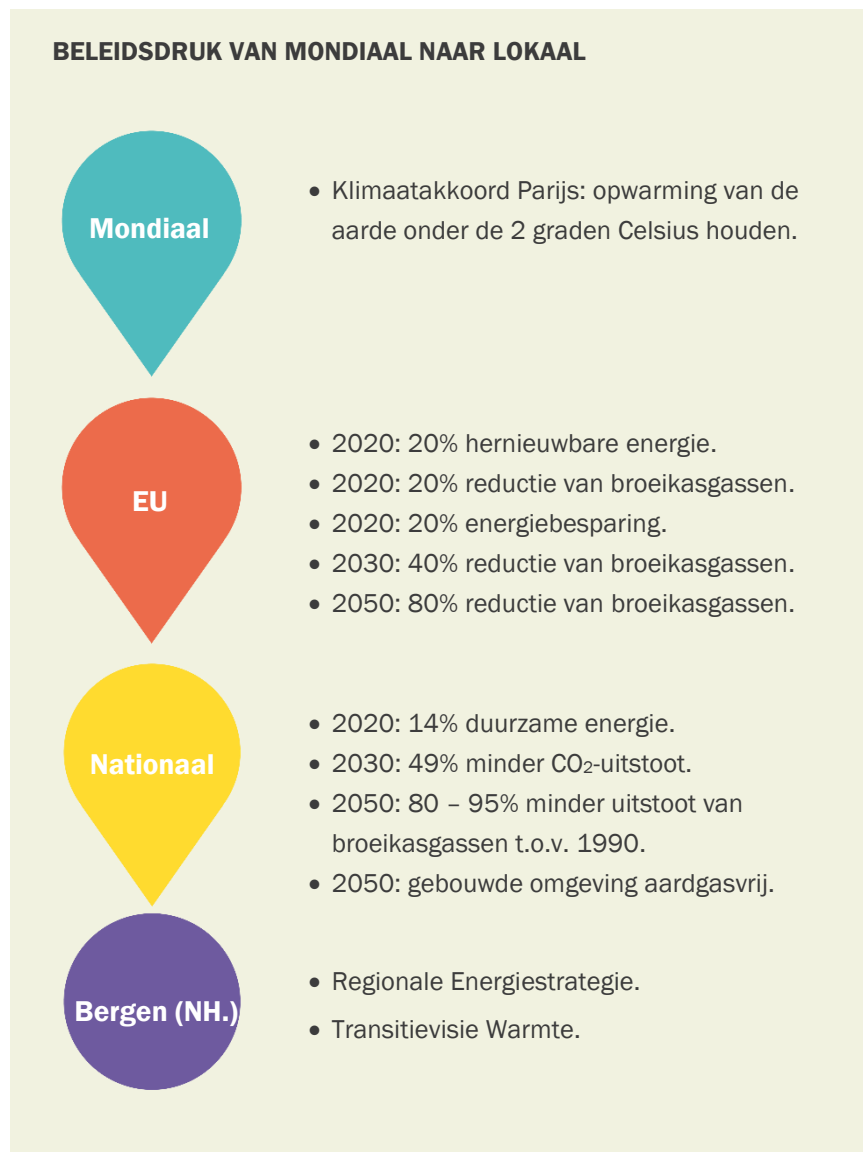 BELEIDSDRUK VAN MONDIAAL NAAR LOKAAL
Mondiaal
• Klimaatakkoord Parijs: opwarming van de
aarde onder de 2 graden Celsius houden.
EU
• 2020: 20% hernieuwbare energie.
• 2020: 20% reductie van broeikasgassen.
• 2020: 20% energiebesparing.
• 2030: 40% reductie van broeikasgassen.
• 2050: 80% reductie van broeikasgassen.
Nationaal
• 2020: 14% duurzame energie.
• 2030: 49% minder CO₂-uitstoot.
• 2050: 80 – 95% minder uitstoot van
broeikasgassen t.o.v. 1990.
• 2050: gebouwde omgeving aardgasvrij.
Bergen (NH.)
• Regionale Energiestrategie.
• Transitievisie Warmte.